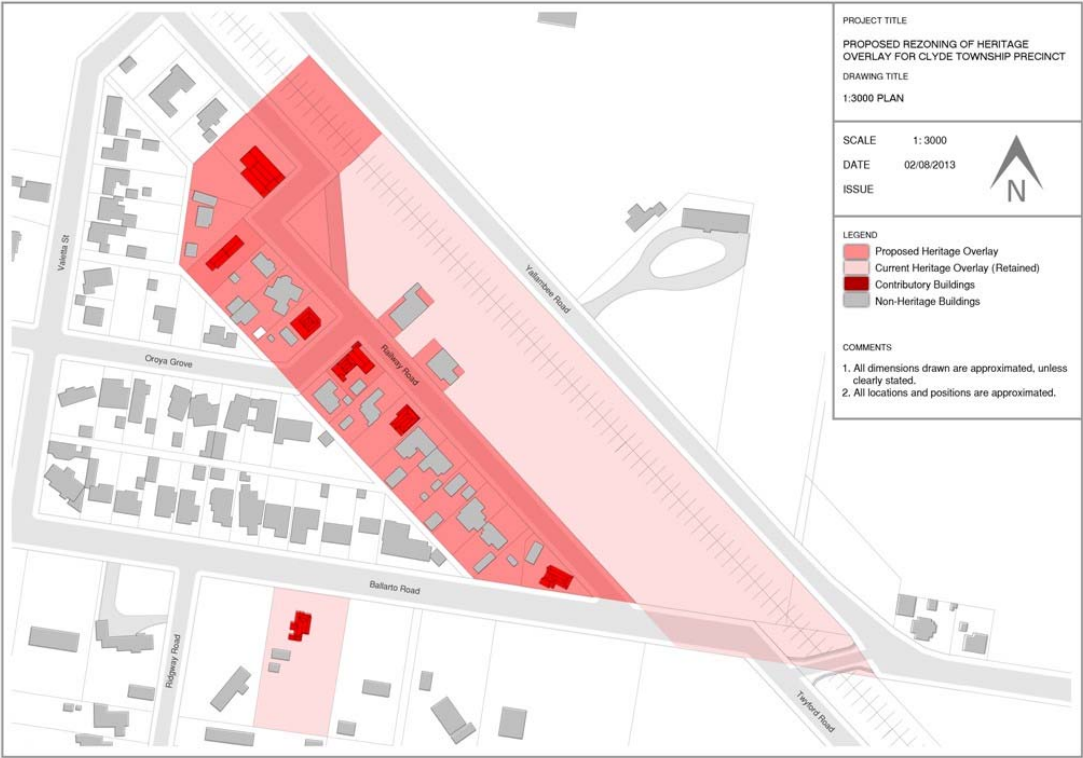 PROJECT TITLE
PROPOSED REZONING OF HERITAGE
OVERLAY FOR CLYDE TOWNSHIP PRECINCT
DRAWING TITLE
1:3000 PLAN
SCALE 1: 3000
DATE 02/08/2013
ISSUE
N
LEGEND
Proposed Heritage Overlay
Current Heritage Overlay (Retained)
Contributory Buildings
Non-Heritage Buildings
COMMENTS
1. All dimensions drawn are approximated, unless
clearly stated.
2. All locations and positions are approximated.
Valetta St
Yallambee Road
Oroya Grove
Railway Road
Ballarto Road
Ridgway Road
Twyford Road